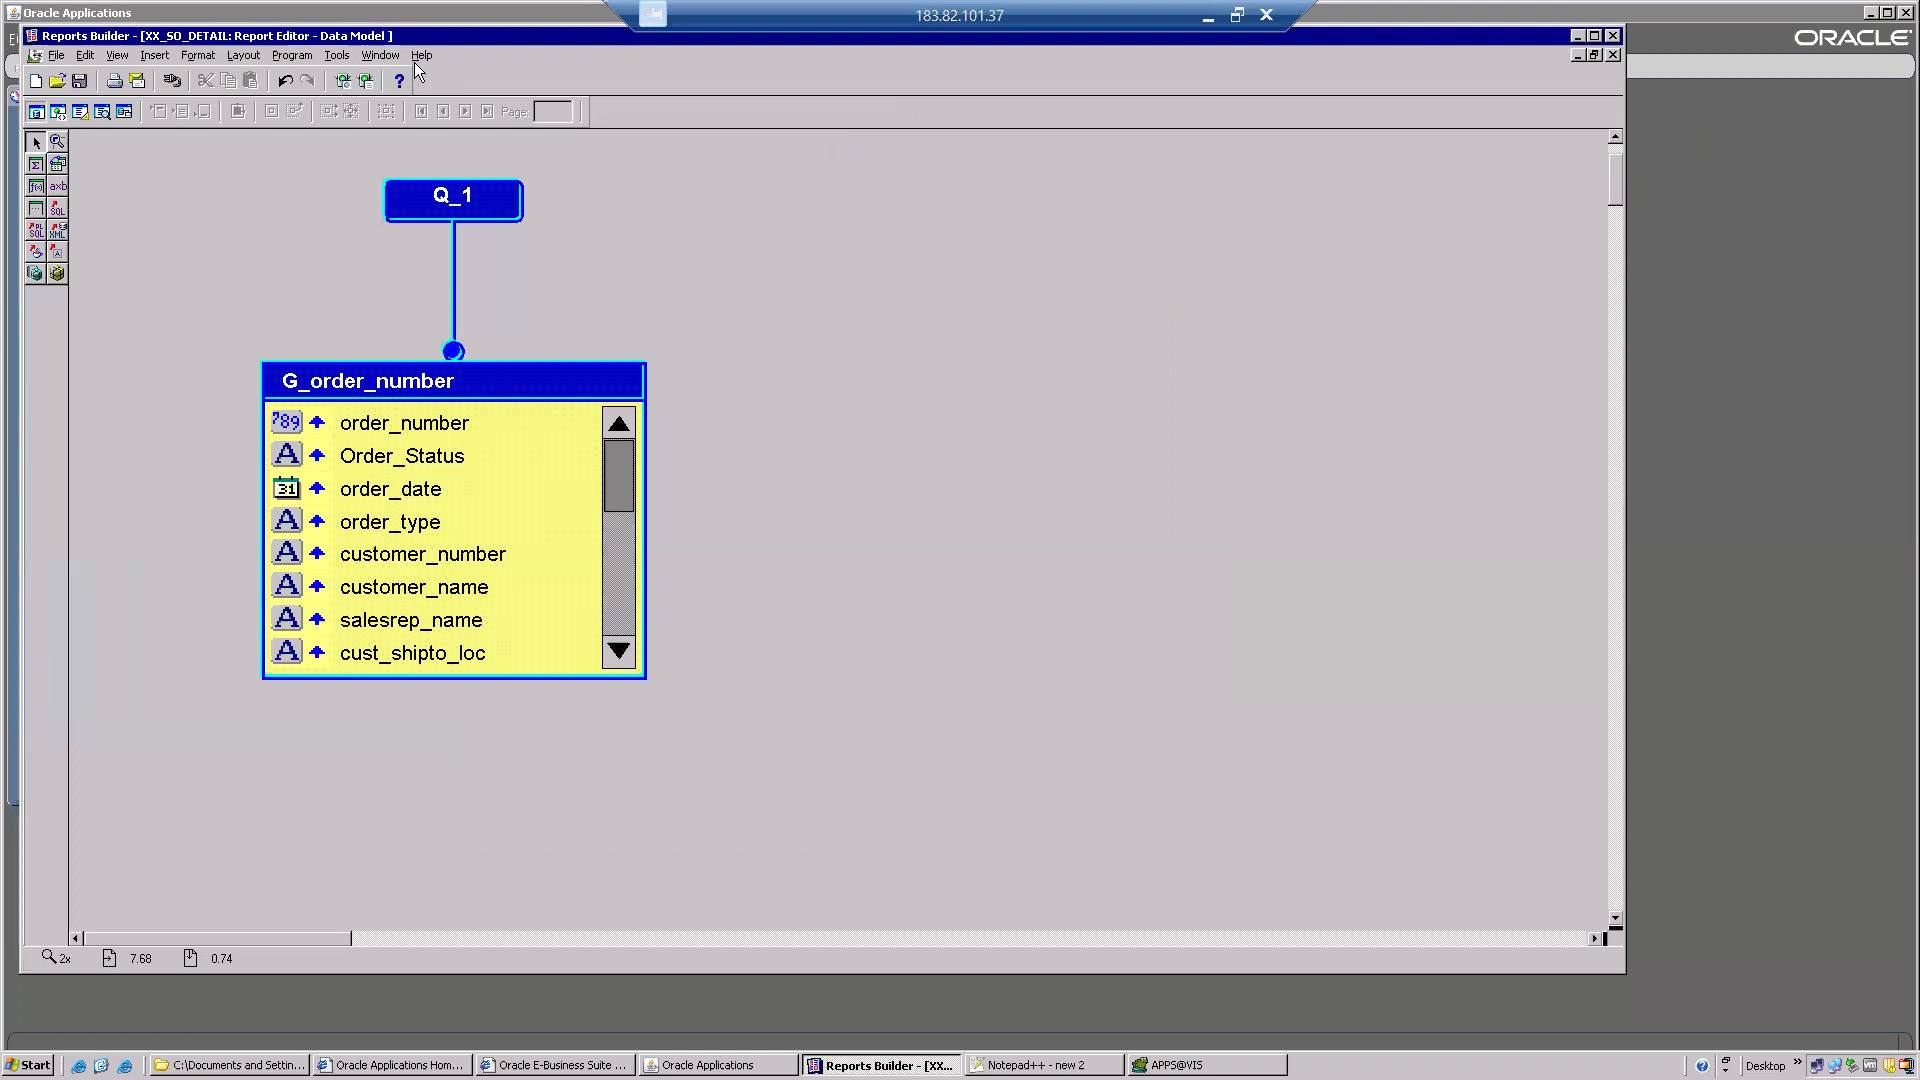 Oracle Applications
183.82.101.37
ORACLE
Reports Builder - [XX_SO_DETAIL: Report Editor - Data Model ]
File Edit View Insert Format Layout Program Tools Window Help
Page:
Q_1
G_order_number
order_number
Order_Status
order_date
order_type
customer_number
customer_name
salesrep_name
cust_shipto_loc
2x 7.68 0.74
Start C:\Documents and Settin... Oracle Applications Hom... Oracle E-Business Suite ... Oracle Applications Reports Builder - [XX... Notepad++ - new 2 APPS@VIS Desktop